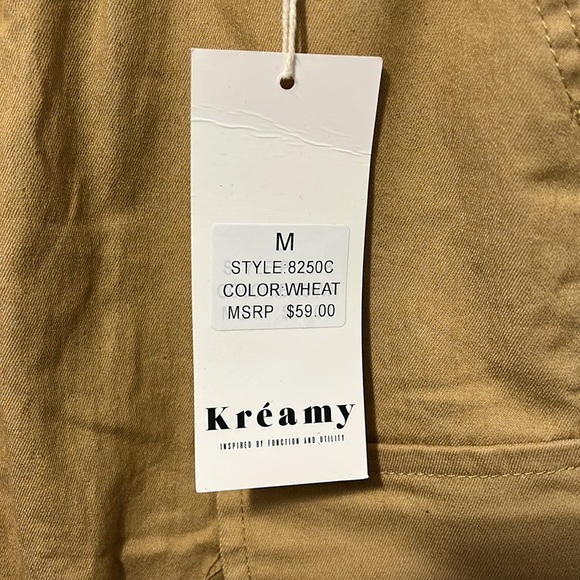 M
STYLE:8250C
COLOR:WHEAT
MSRP $59.00
Kréamy
INSPIRED BY FUNCTION AND UTILITY